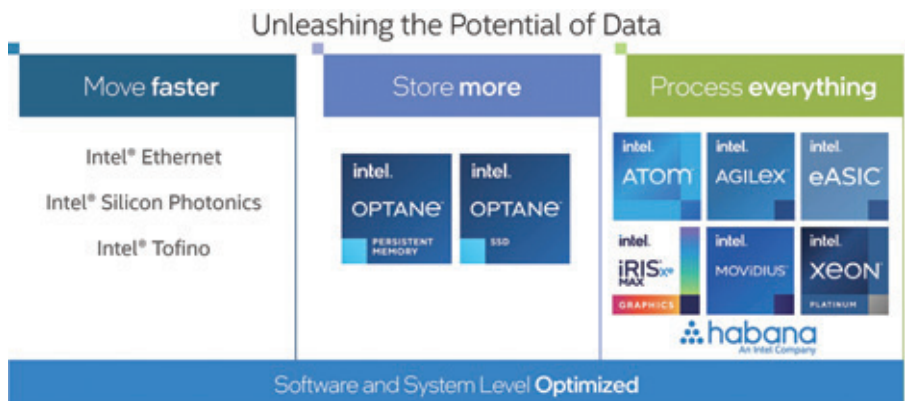 Unleashing the Potential of Data
Move faster
Intel® Ethernet
Intel® Silicon Photonics
Intel® Tofino
Store more
intel.
OPTANe
PERSISTENT
MEMORY
intel.
OPTANe
SSD
Process everything
intel.
ATOM
intel.
AGILEX
intel.
eASIC
intel.
iRIS Xe
MAX
GRAPHICS
intel.
MOViDiUS
intel.
XEON
PLATINUM
habana
An Intel Company
Software and System Level Optimized